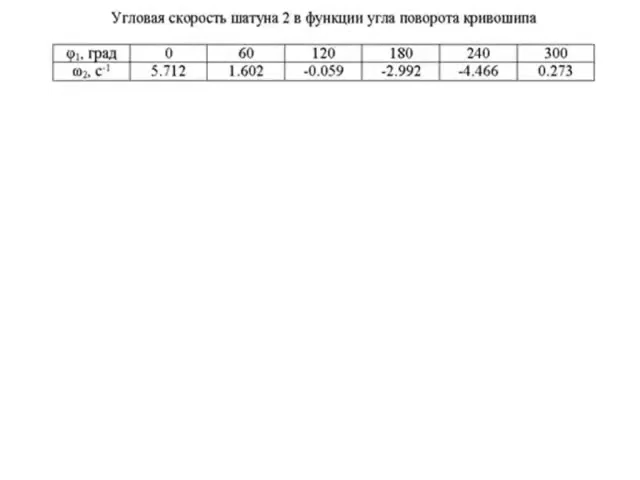 Угловая скорость шатуна 2 в функции угла поворота кривошипа
φ₁, град 0 60 120 180 240 300
ω₂, с⁻¹ 5.712 1.602 -0.059 -2.992 -4.466 0.273